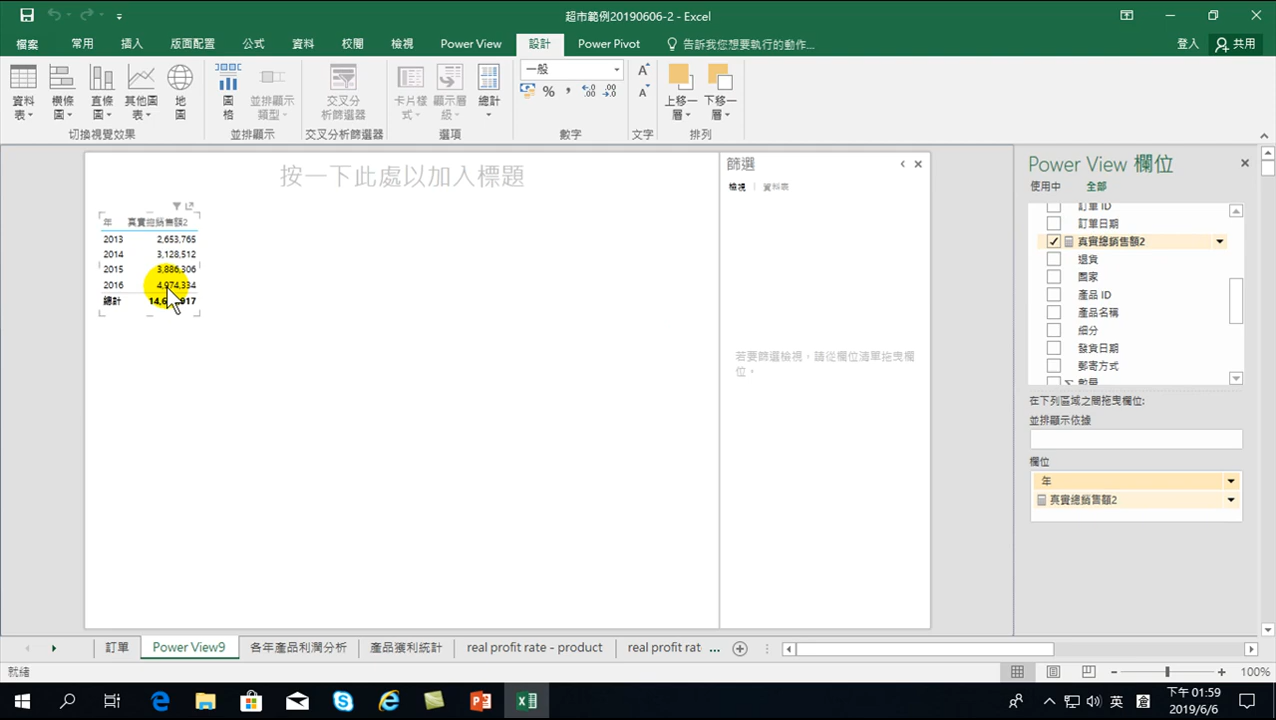 超市範例20190606-2 - Excel
檔案 常用 插入 版面配置 公式 資料 校閱 檢視 Power View 設計 Power Pivot 告訴我您想要執行的動作... 登入 共用
資料表 橫條圖 直條圖 其他圖表 地圖 圖格 並排顯示類型 交叉分析篩選器 卡片樣式 顯示層級 總計 一般 % , 上移一層 下移一層
切換視覺效果 並排顯示 交叉分析篩選器 選項 數字 文字 排列
按一下此處以加入標題
年 真實總銷售額2
2013 2,653,765
2014 3,128,512
2015 3,886,306
2016 4,974,334
總計
篩選
檢視 | 資料表
若要篩選檢視，請從欄位清單拖曳欄
位。
Power View 欄位
使用中 全部
訂單 ID
訂單日期
真實總銷售額2
退貨
國家
產品 ID
產品名稱
細分
發貨日期
郵寄方式
數量
在下列區域之間拖曳欄位:
並排顯示依據
欄位
年
真實總銷售額2
訂單 Power View9 各年產品利潤分析 產品獲利統計 real profit rate - product real profit rat ...
就緒 100%
英 倉 下午 01:59
2019/6/6